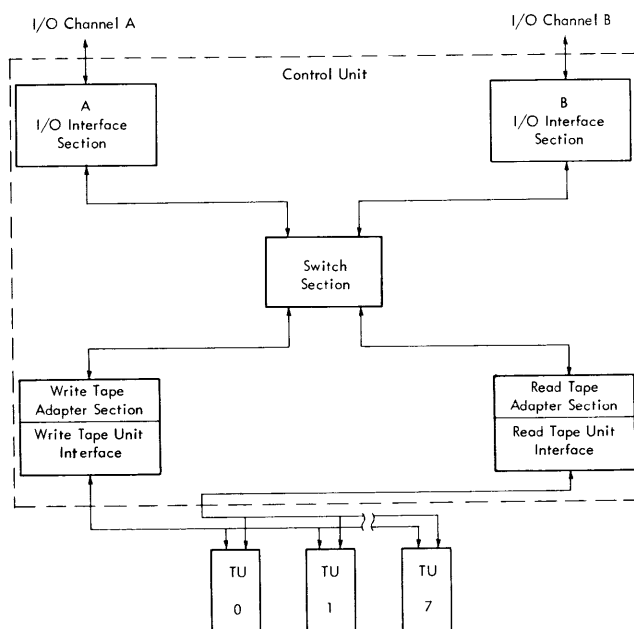 I/O Channel A
I/O Channel B
Control Unit
A
I/O Interface
Section
B
I/O Interface
Section
Switch
Section
Write Tape
Adapter Section
Write Tape Unit
Interface
Read Tape
Adapter Section
Read Tape Unit
Interface
TU
0
TU
1
TU
7